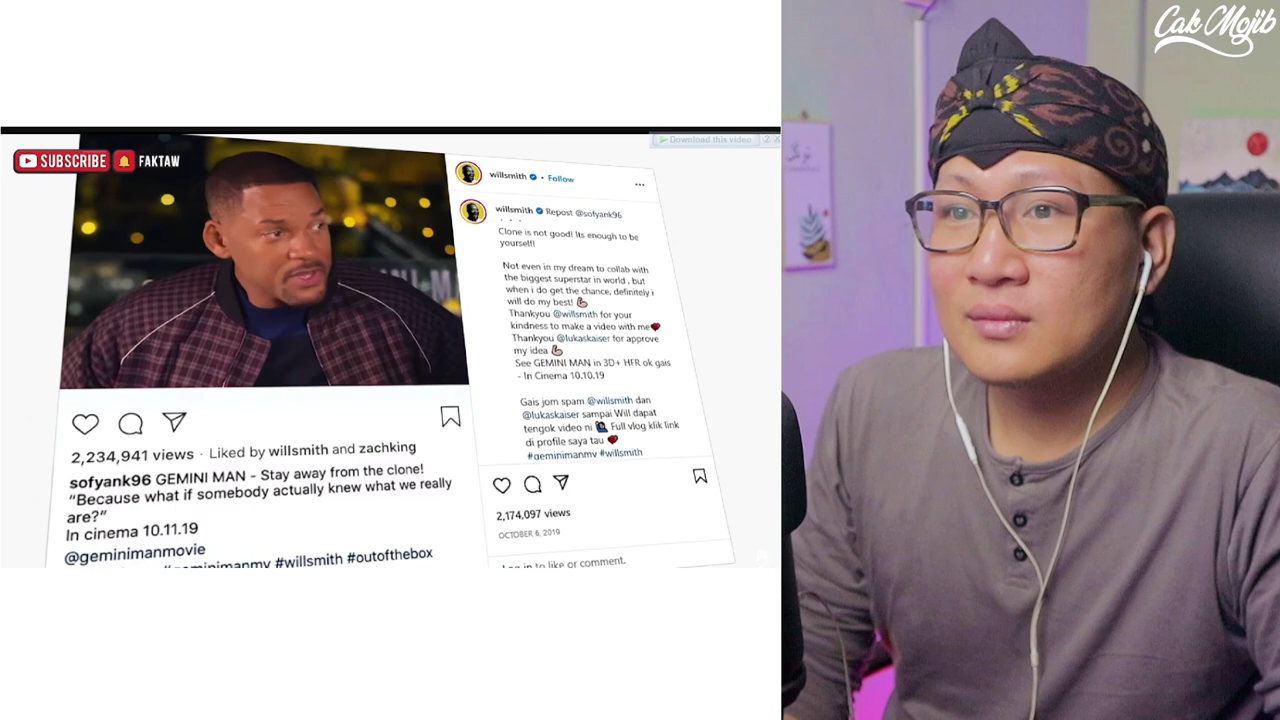 Cak Mojib
Download this video
SUBSCRIBE FAKTAW
willsmith • Follow
willsmith Repost @sofyank96
. . .
Clone is not good! Its enough to be
yourself!
Not even in my dream to collab with
the biggest superstar in world , but
when i do get the chance, definitely i
will do my best! 💪
Thankyou @willsmith for your
kindness to make a video with me❤️
Thankyou @lukaskaiser for approve
my idea 💪
See GEMINI MAN in 3D+ HFR ok gais
- In Cinema 10.10.19
Gais jom spam @willsmith dan
@lukaskaiser sampai Will dapat
tengok video ni Full vlog klik link
di profile saya tau ❤️
#geminimanmy #willsmith
2,174,097 views
OCTOBER 6, 2019
Log in to like or comment.
2,234,941 views · Liked by willsmith and zachking
sofyank96 GEMINI MAN - Stay away from the clone!
“Because what if somebody actually knew what we really
are?”
In cinema 10.11.19
@geminimanmovie
#geminimanmy #willsmith #outofthebox